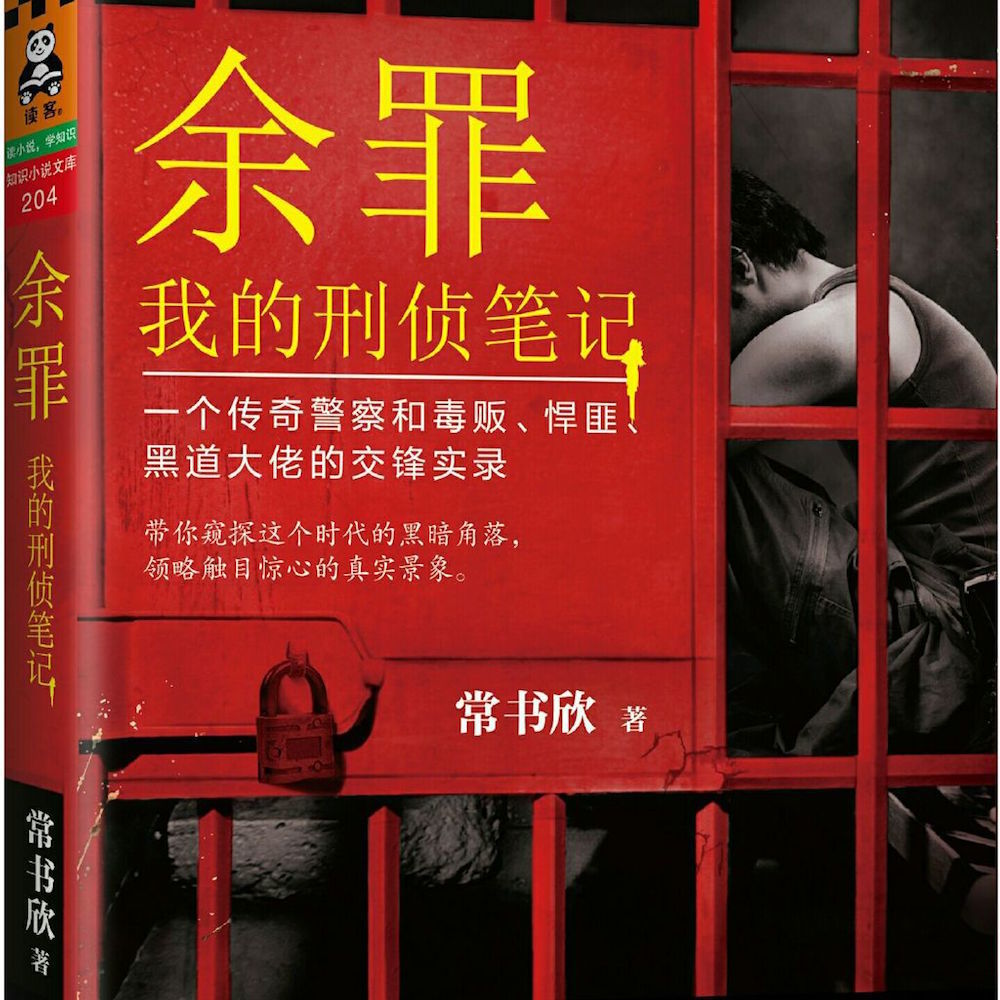 读客
读小说，学知识
知识小说文库
204
余罪
我的刑侦笔记
常书欣 著
余罪
我的刑侦笔记
一个传奇警察和毒贩、悍匪、
黑道大佬的交锋实录
带你窥探这个时代的黑暗角落，
领略触目惊心的真实景象。
常书欣 著